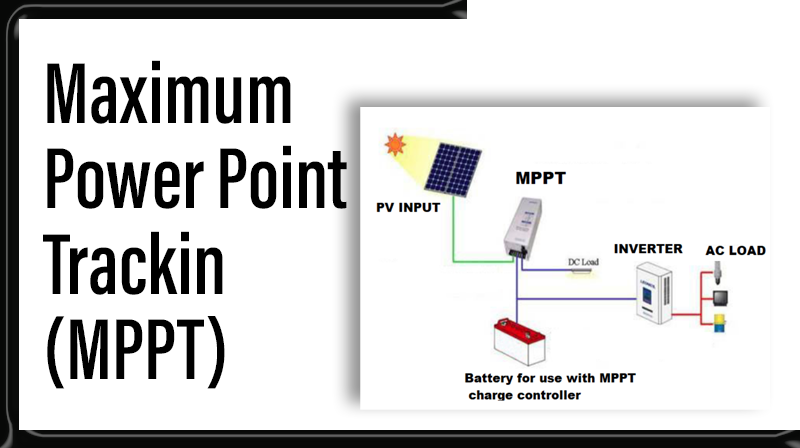 Maximum
Power Point
Trackin
(MPPT)
MPPT
PV INPUT
DC Load
INVERTER
AC LOAD
Battery for use with MPPT
charge controller